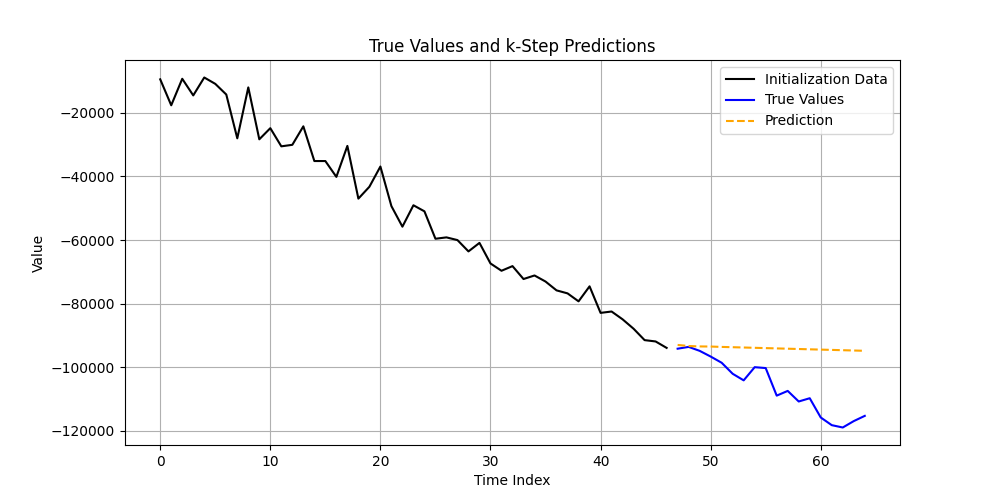 True Values and k-Step Predictions
Initialization Data
True Values
Prediction
Value
−20000
−40000
−60000
−80000
−100000
−120000
0 10 20 30 40 50 60
Time Index